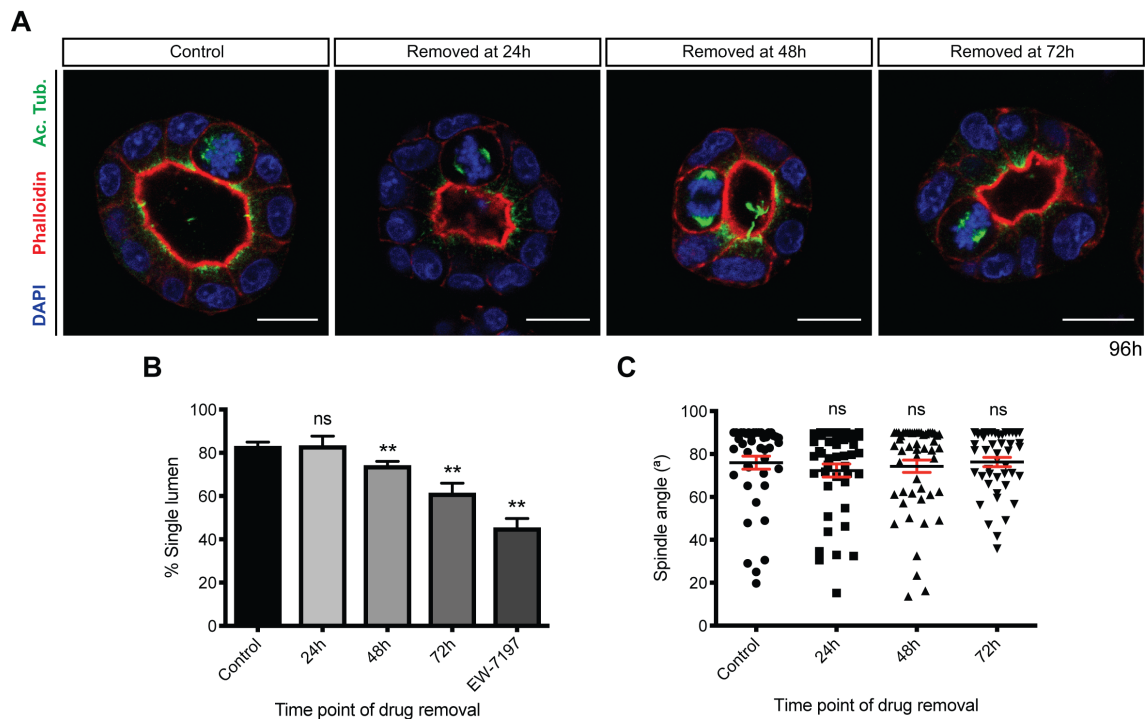 A
Control
Removed at 24h
Removed at 48h
Removed at 72h
DAPI Phalloidin Ac. Tub.
96h
B
% Single lumen
100
80
60
40
20
0
ns
**
**
**
Control
24h
48h
72h
EW-7197
Time point of drug removal
C
Spindle angle (ª)
100
80
60
40
20
0
ns
ns
ns
Control
24h
48h
72h
Time point of drug removal